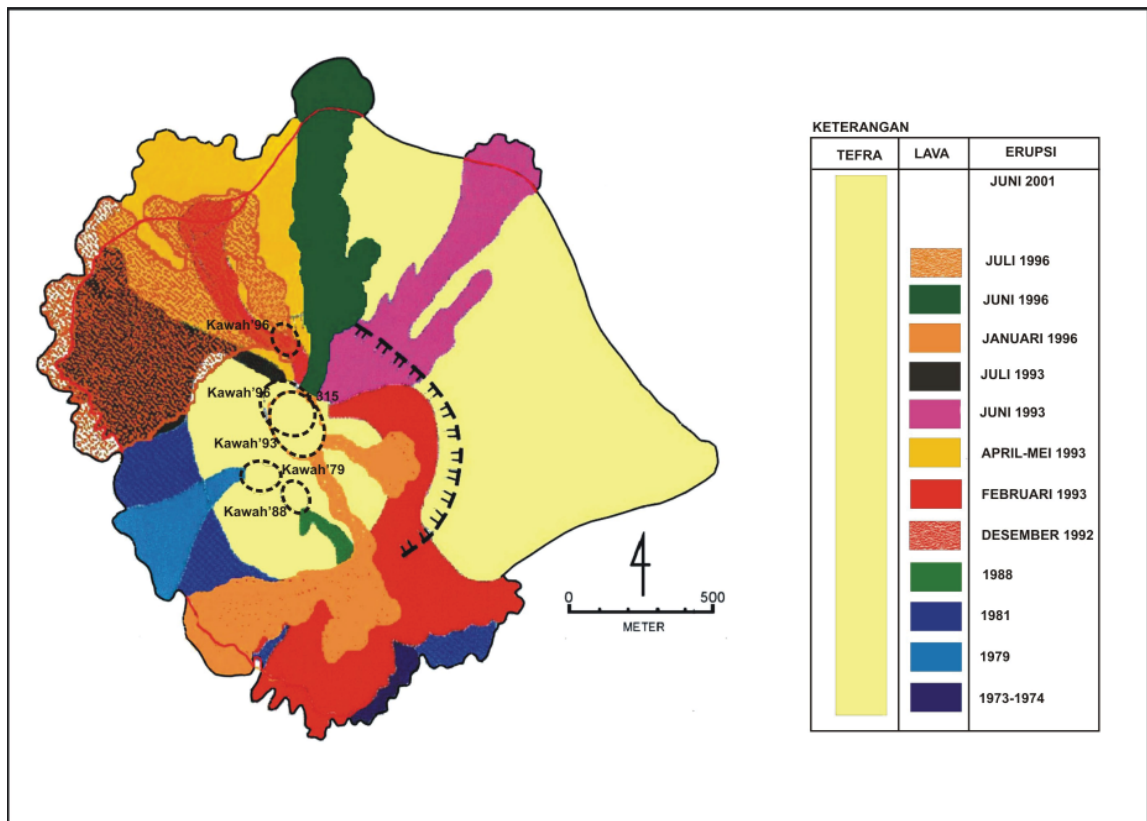 Kawah'96
Kawah'95
315
Kawah'93
Kawah'79
Kawah'88
0 500
METER
KETERANGAN
TEFRA LAVA ERUPSI
JUNI 2001
JULI 1996
JUNI 1996
JANUARI 1996
JULI 1993
JUNI 1993
APRIL-MEI 1993
FEBRUARI 1993
DESEMBER 1992
1988
1981
1979
1973-1974